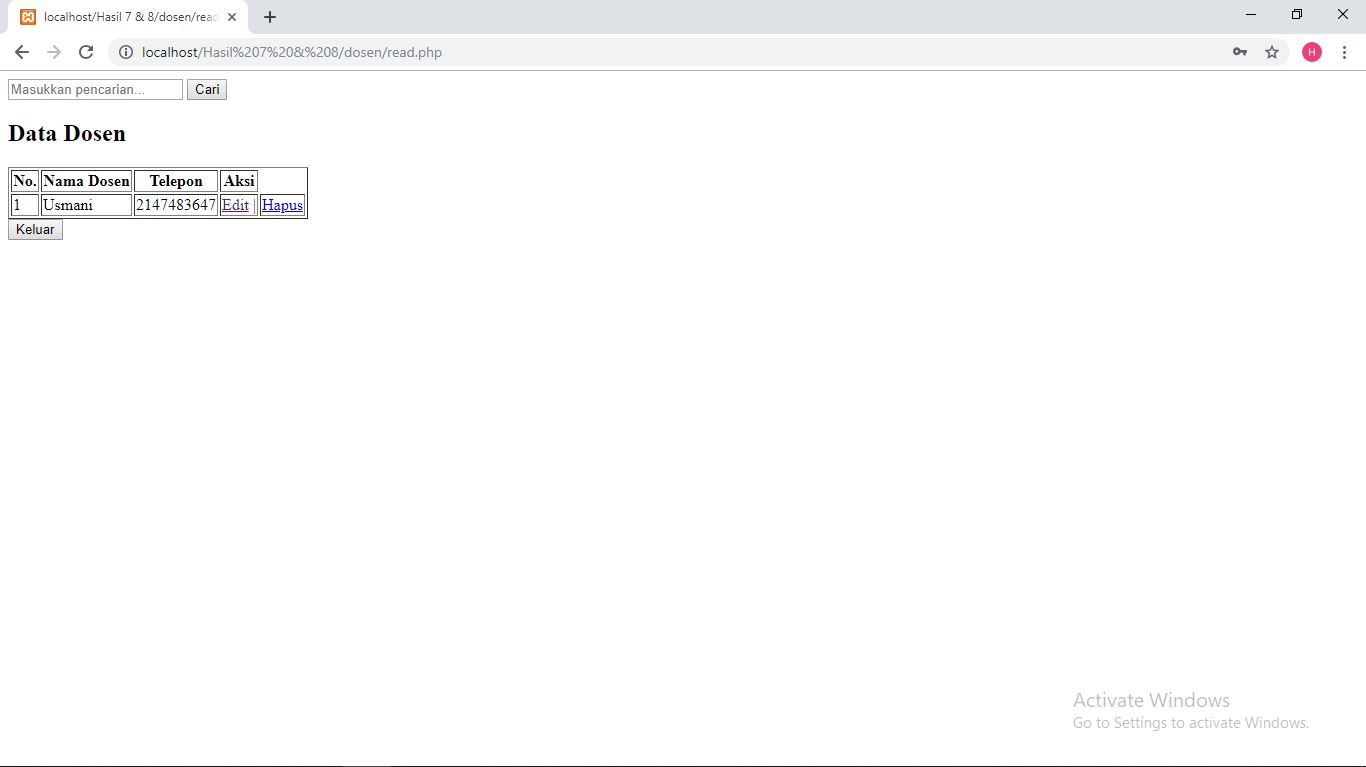 localhost/Hasil 7 & 8/dosen/read
localhost/Hasil%207%20&%208/dosen/read.php
H
Masukkan pencarian... Cari
Data Dosen
No. Nama Dosen Telepon Aksi
1 Usmani 2147483647 Edit | Hapus
Keluar
Activate Windows
Go to Settings to activate Windows.